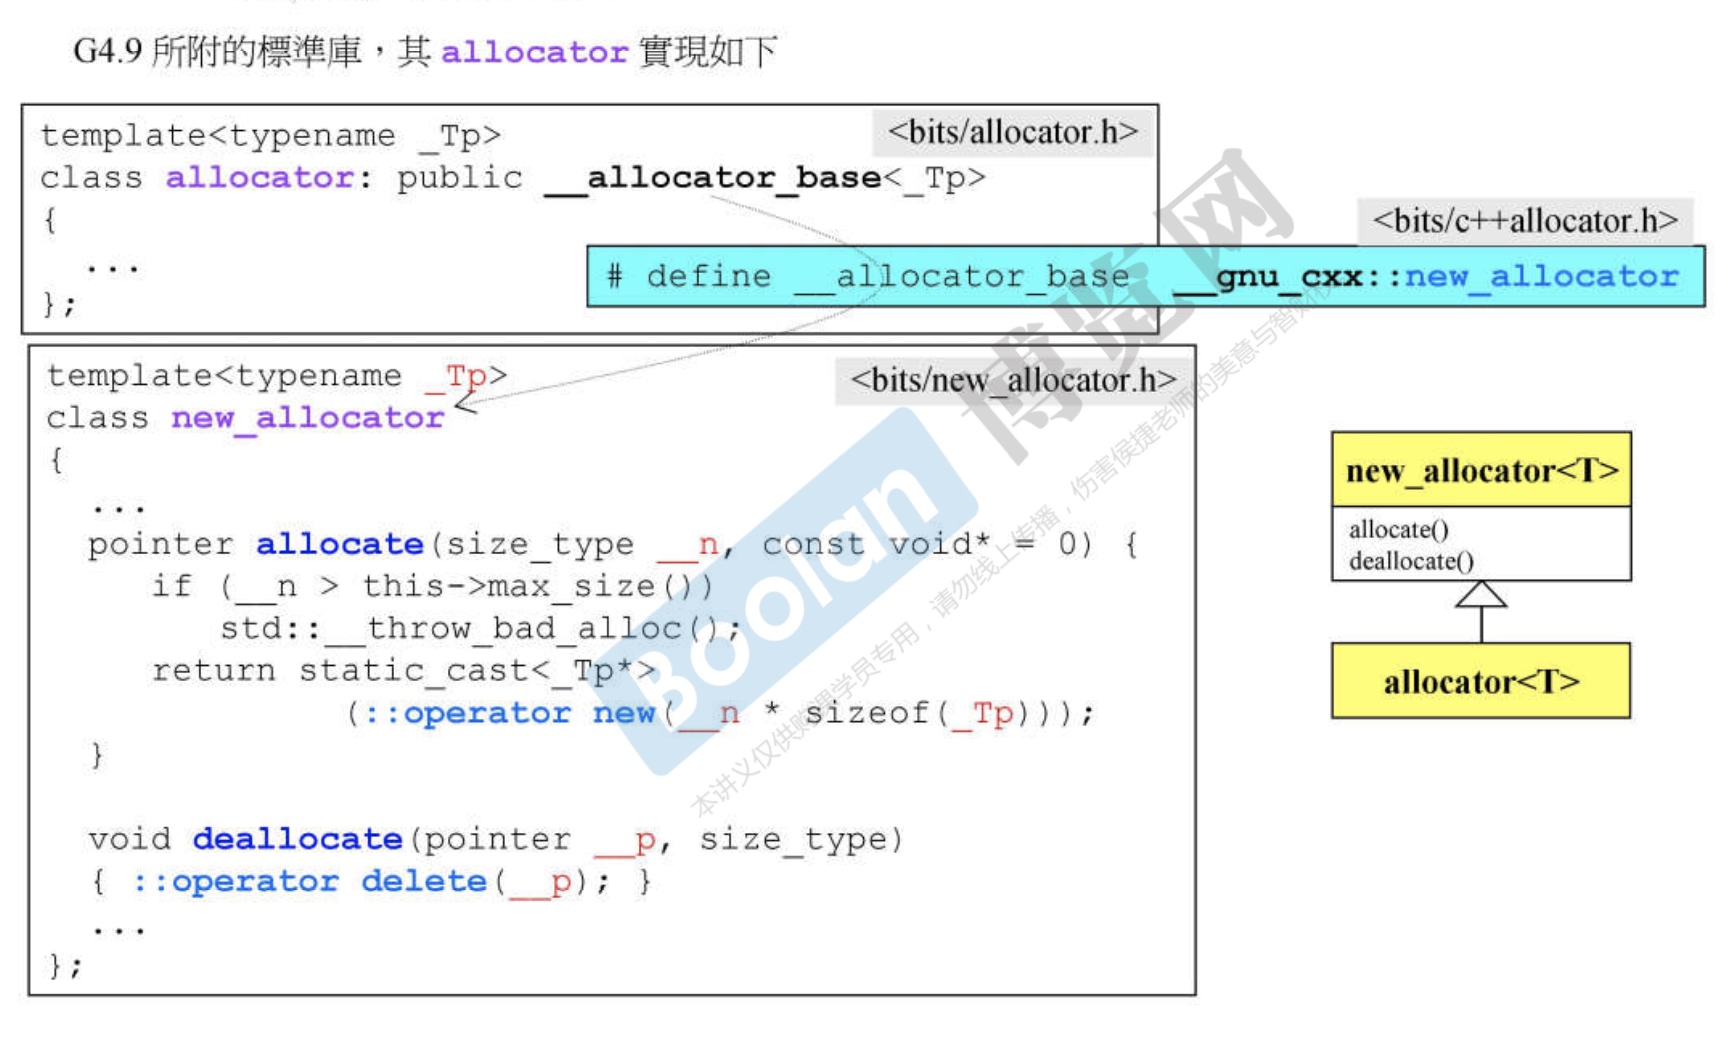 G4.9 所附的標準庫，其 allocator 實現如下
<bits/allocator.h>
template<typename _Tp>
class allocator: public __allocator_base<_Tp>
{
...
};
<bits/c++allocator.h>
# define __allocator_base __gnu_cxx::new_allocator
<bits/new_allocator.h>
template<typename _Tp>
class new_allocator
{
...
pointer allocate(size_type __n, const void* = 0) {
if (__n > this->max_size())
std::__throw_bad_alloc();
return static_cast<_Tp*>
(::operator new(__n * sizeof(_Tp)));
}
void deallocate(pointer __p, size_type)
{ ::operator delete(__p); }
...
};
new_allocator<T>
allocate()
deallocate()
allocator<T>
Boolan
博览网
本讲义仅供购课学员专用，请勿线上传播，伤害侯捷老师的美意与